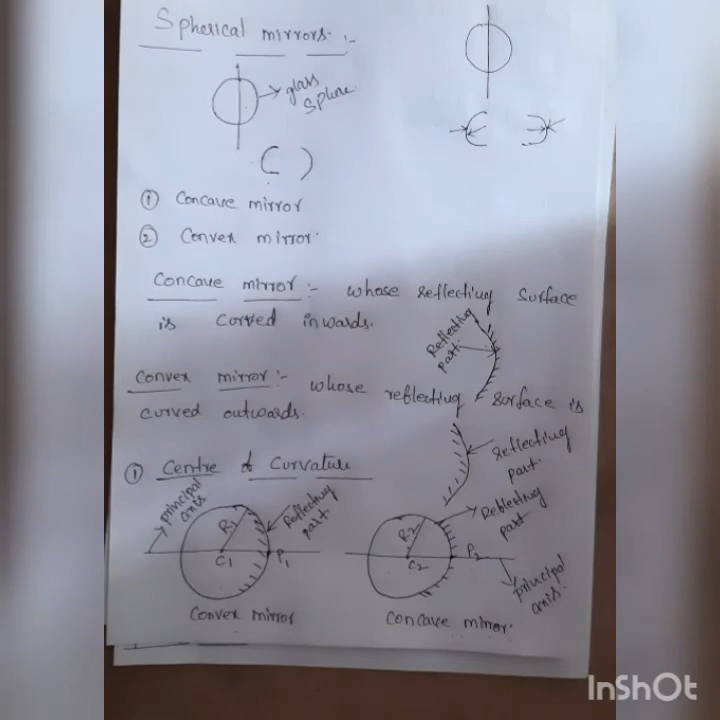 Spherical mirrors :-
glass
sphere
① Concave mirror
② Convex mirror.
Concave mirror :- whose reflecting surface
is corved inwards.
Reflecting
part.
Convex mirror :- whose reflecting surface is
curved outwards.
reflecting
part.
① Centre of Curvature
principal
axis
R1
Reflecting
part
C1
P1
Convex mirror
R2
Reflecting
part
C2
P2
principal
axis.
Concave mirror.
InShOt